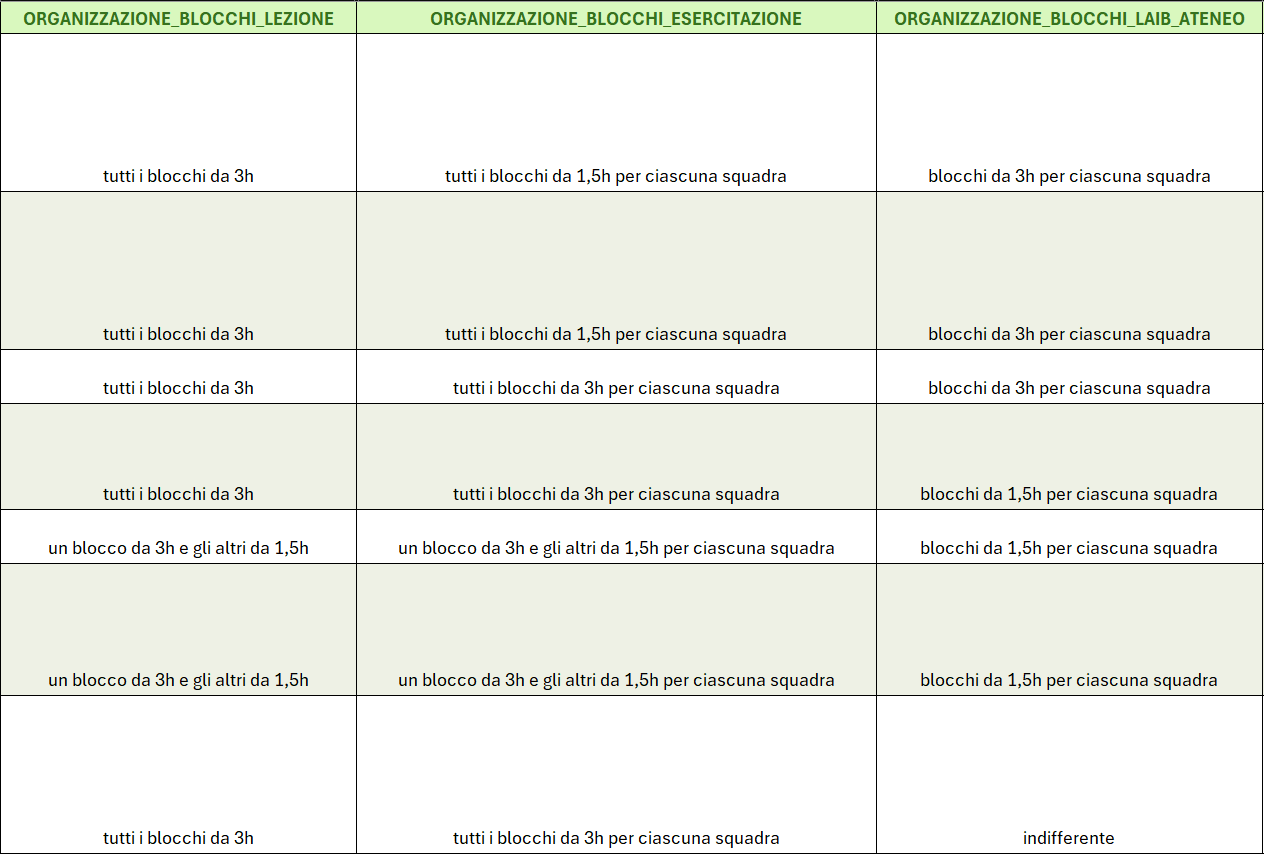 ORGANIZZAZIONE_BLOCCHI_LEZIONE ORGANIZZAZIONE_BLOCCHI_ESERCITAZIONE ORGANIZZAZIONE_BLOCCHI_LAIB_ATENEO
tutti i blocchi da 3h tutti i blocchi da 1,5h per ciascuna squadra blocchi da 3h per ciascuna squadra
tutti i blocchi da 3h tutti i blocchi da 1,5h per ciascuna squadra blocchi da 3h per ciascuna squadra
tutti i blocchi da 3h tutti i blocchi da 3h per ciascuna squadra blocchi da 3h per ciascuna squadra
tutti i blocchi da 3h tutti i blocchi da 3h per ciascuna squadra blocchi da 1,5h per ciascuna squadra
un blocco da 3h e gli altri da 1,5h un blocco da 3h e gli altri da 1,5h per ciascuna squadra blocchi da 1,5h per ciascuna squadra
un blocco da 3h e gli altri da 1,5h un blocco da 3h e gli altri da 1,5h per ciascuna squadra blocchi da 1,5h per ciascuna squadra
tutti i blocchi da 3h tutti i blocchi da 3h per ciascuna squadra indifferente